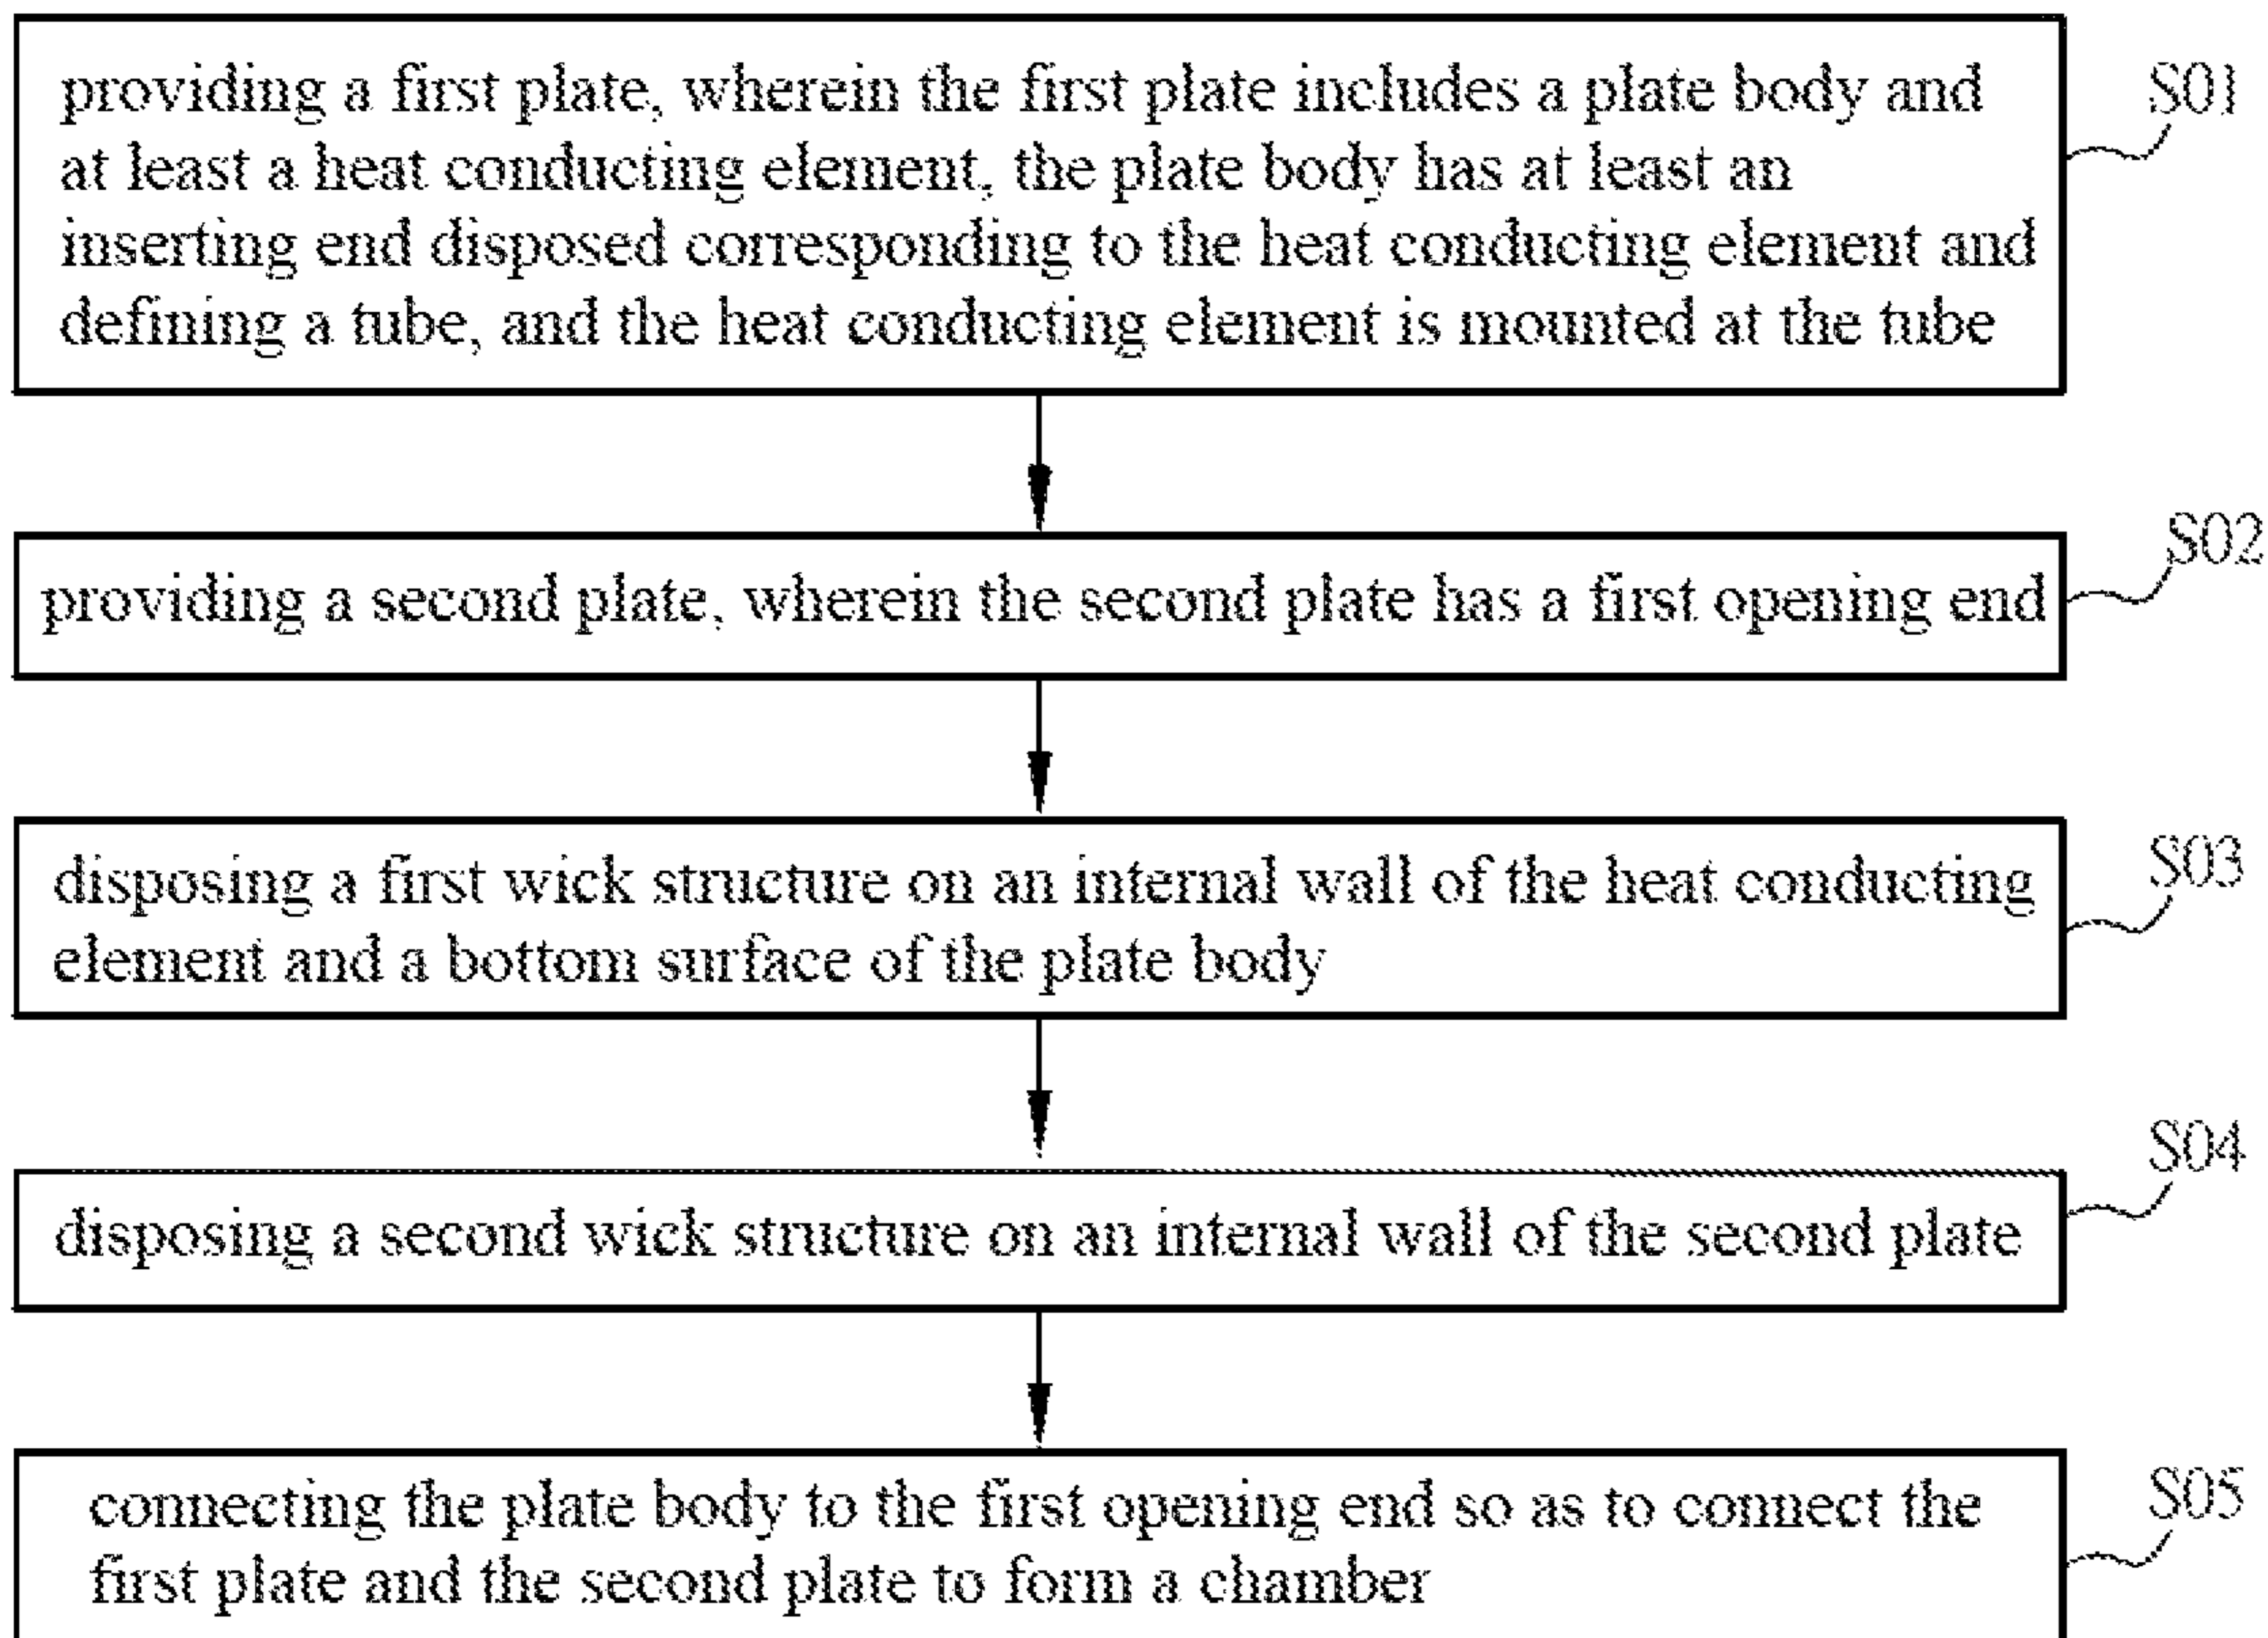 providing a first plate, wherein the first plate includes a plate body and
S01
at least a heat conducting element, the plate body has at least an
inserting end disposed corresponding to the heat conducting element and
defining a tube, and the heat conducting element is mounted at the tube
S02
providing a second plate, wherein the second plate has a first opening end
S03
disposing a first wick structure on an internal wall of the heat conducting
element and a bottom surface of the plate body
S04
disposing a second wick structure on an internal wall of the second plate
S05
connecting the plate body to the first opening end so as to connect the
first plate and the second plate to form a chamber